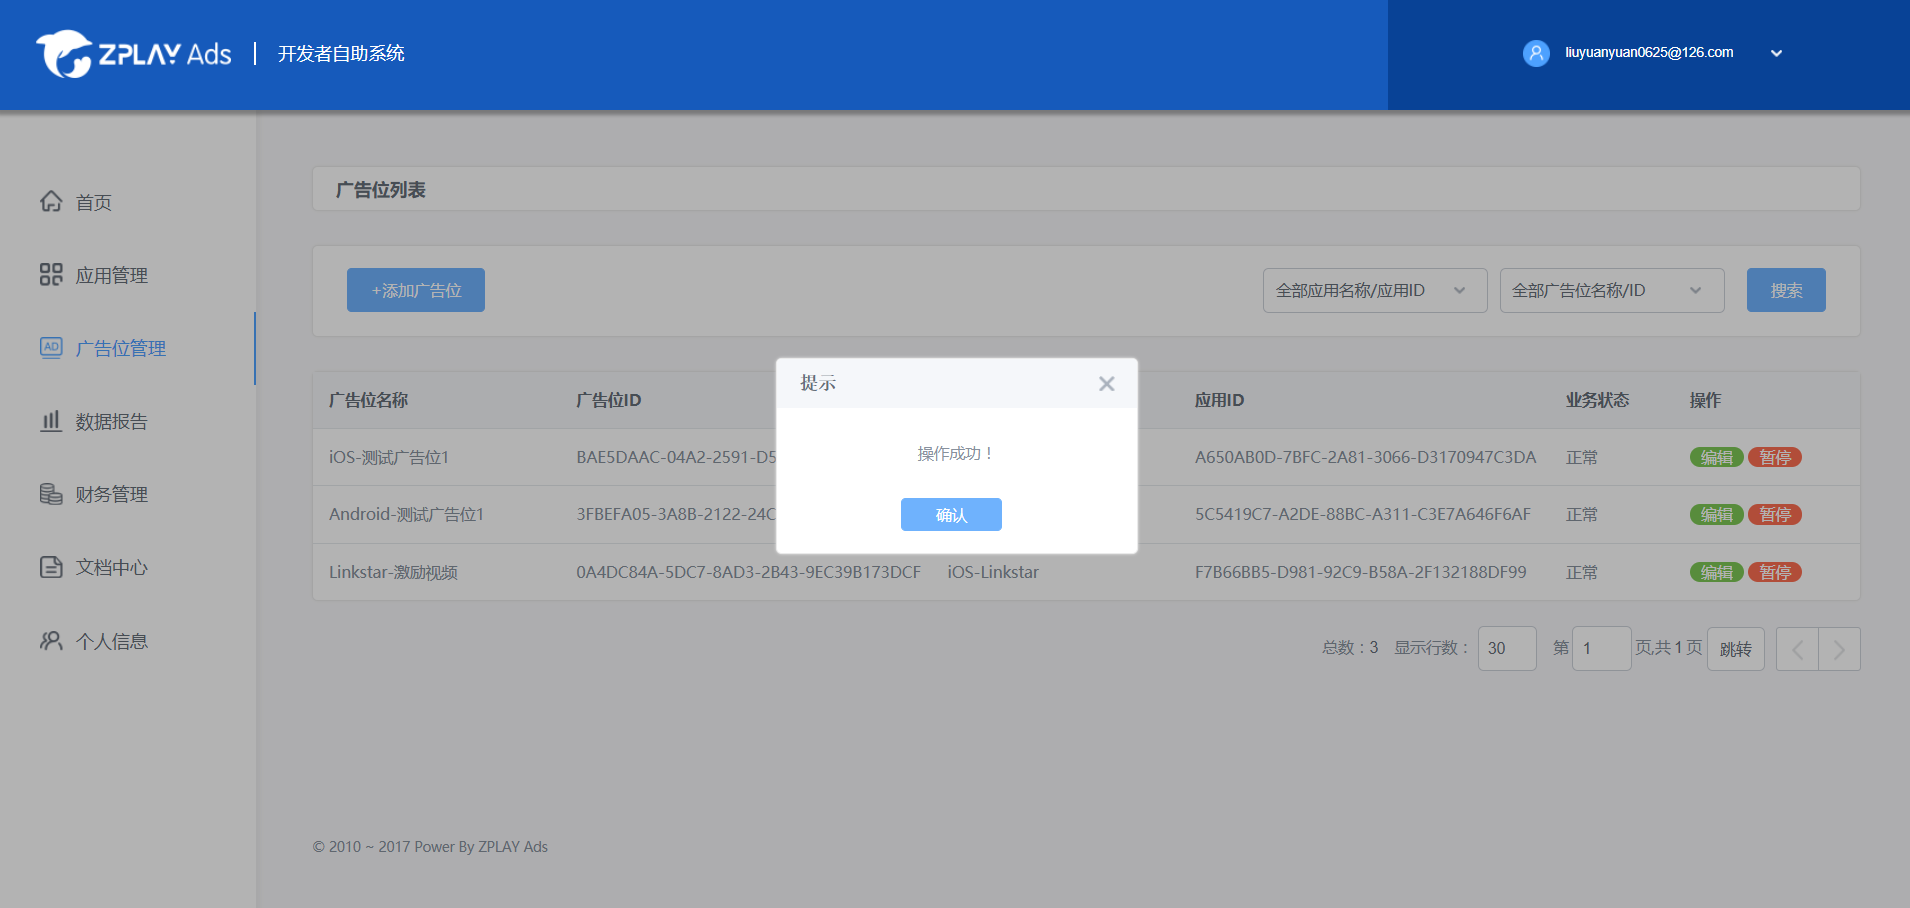 ZPLAY Ads | 开发者自助系统
liuyuanyuan0625@126.com
首页
应用管理
AD 广告位管理
数据报告
财务管理
文档中心
个人信息
广告位列表
+添加广告位
全部应用名称/应用ID
全部广告位名称/ID
搜索
广告位名称 广告位ID 应用ID 业务状态 操作
iOS-测试广告位1 BAE5DAAC-04A2-2591-D5 A650AB0D-7BFC-2A81-3066-D3170947C3DA 正常 编辑 暂停
Android-测试广告位1 3FBEFA05-3A8B-2122-24C 5C5419C7-A2DE-88BC-A311-C3E7A646F6AF 正常 编辑 暂停
Linkstar-激励视频 0A4DC84A-5DC7-8AD3-2B43-9EC39B173DCF iOS-Linkstar F7B66BB5-D981-92C9-B58A-2F132188DF99 正常 编辑 暂停
提示
操作成功！
确认
总数：3 显示行数： 30 第 1 页,共 1 页 跳转
© 2010 ~ 2017 Power By ZPLAY Ads